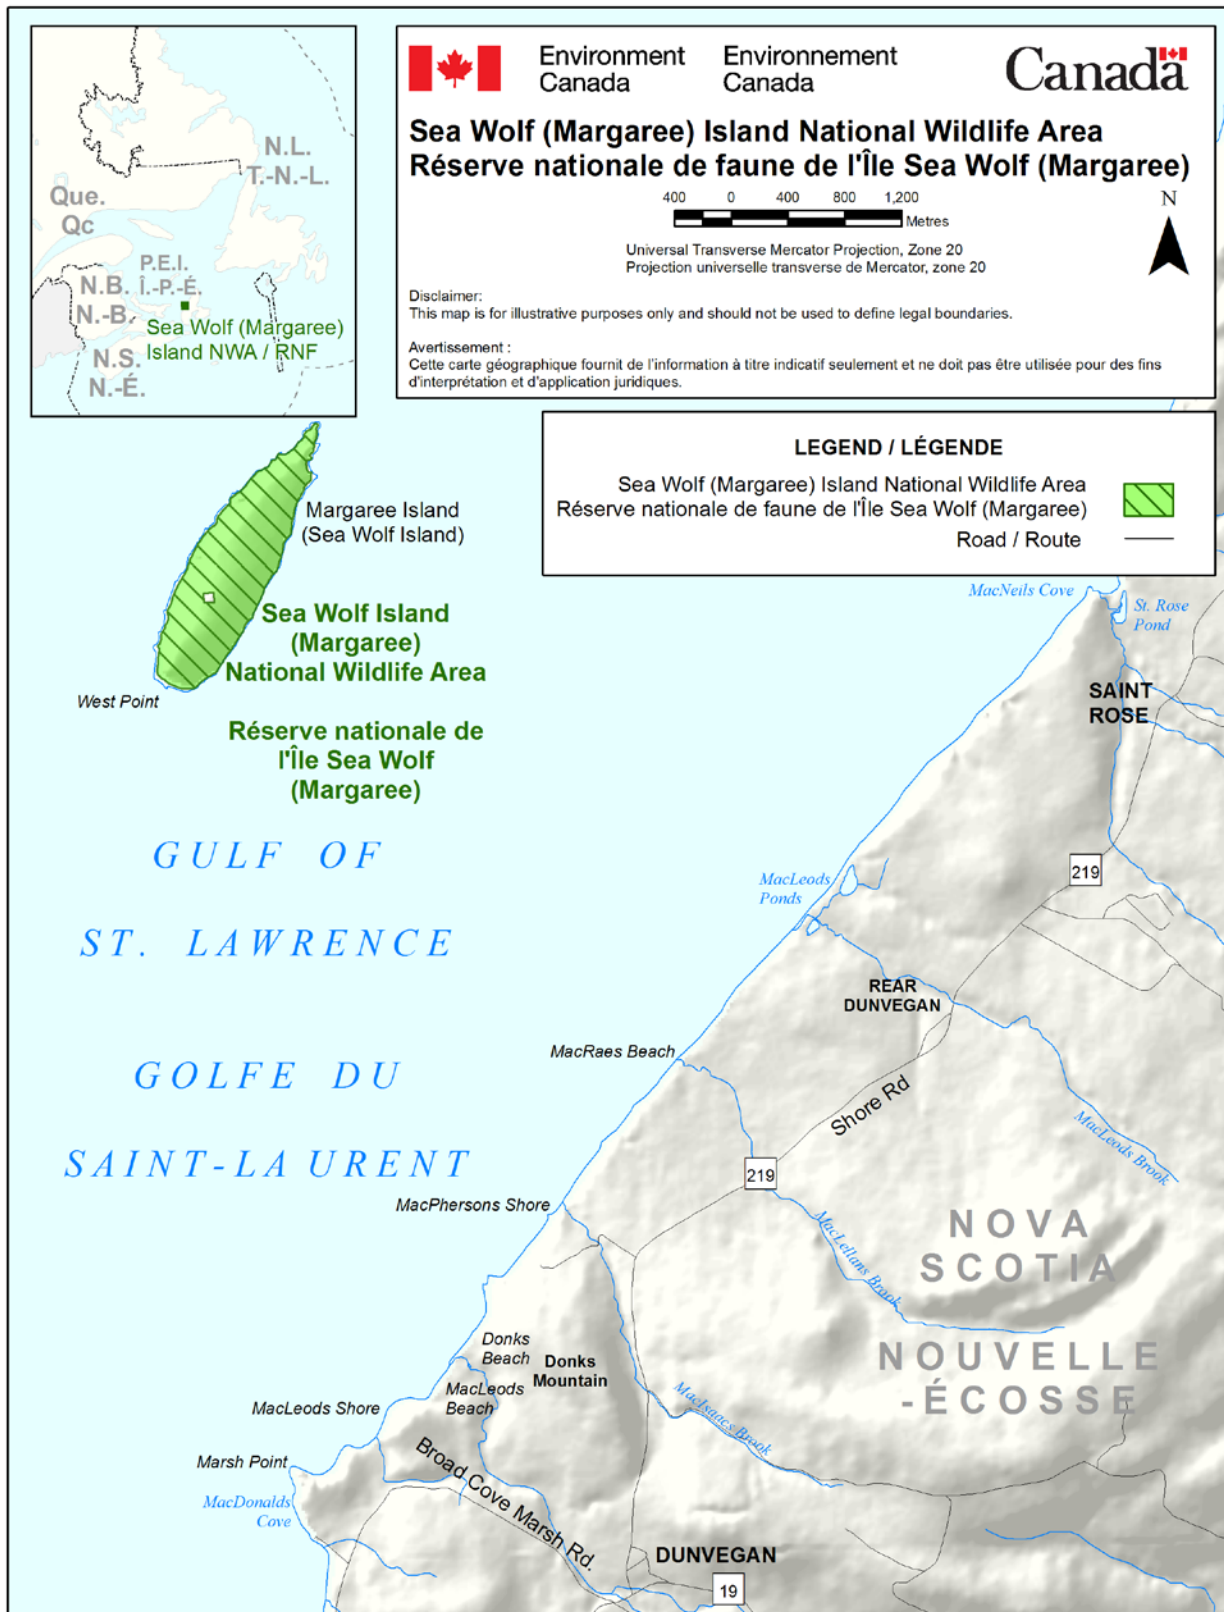 N.L.
T.-N.-L.
Que.
Qc
P.E.I.
Î.-P.-É.
N.B.
N.-B.
Sea Wolf (Margaree)
Island NWA / RNF
N.S.
N.-É.
Environment
Canada
Environnement
Canada
Canada
Sea Wolf (Margaree) Island National Wildlife Area
Réserve nationale de faune de l'Île Sea Wolf (Margaree)
400 0 400 800 1,200
Metres
N
Universal Transverse Mercator Projection, Zone 20
Projection universelle transverse de Mercator, zone 20
Disclaimer:
This map is for illustrative purposes only and should not be used to define legal boundaries.
Avertissement :
Cette carte géographique fournit de l'information à titre indicatif seulement et ne doit pas être utilisée pour des fins
d'interprétation et d'application juridiques.
LEGEND / LÉGENDE
Sea Wolf (Margaree) Island National Wildlife Area
Réserve nationale de faune de l'Île Sea Wolf (Margaree)
Road / Route
Margaree Island
(Sea Wolf Island)
Sea Wolf Island
(Margaree)
National Wildlife Area
West Point
Réserve nationale de
l'Île Sea Wolf
(Margaree)
MacNeils Cove
St. Rose
Pond
SAINT
ROSE
GULF OF
ST. LAWRENCE
219
MacLeods
Ponds
REAR
DUNVEGAN
MacRaes Beach
GOLFE DU
SAINT-LAURENT
Shore Rd
MacLeods Brook
219
MacPhersons Shore
MacLellans Brook
NOVA
SCOTIA
NOUVELLE
-ÉCOSSE
Donks
Beach
Donks
Mountain
MacLeods
Beach
MacLeods Shore
MacIsaacs Brook
Marsh Point
Broad Cove Marsh Rd.
MacDonalds
Cove
DUNVEGAN
19